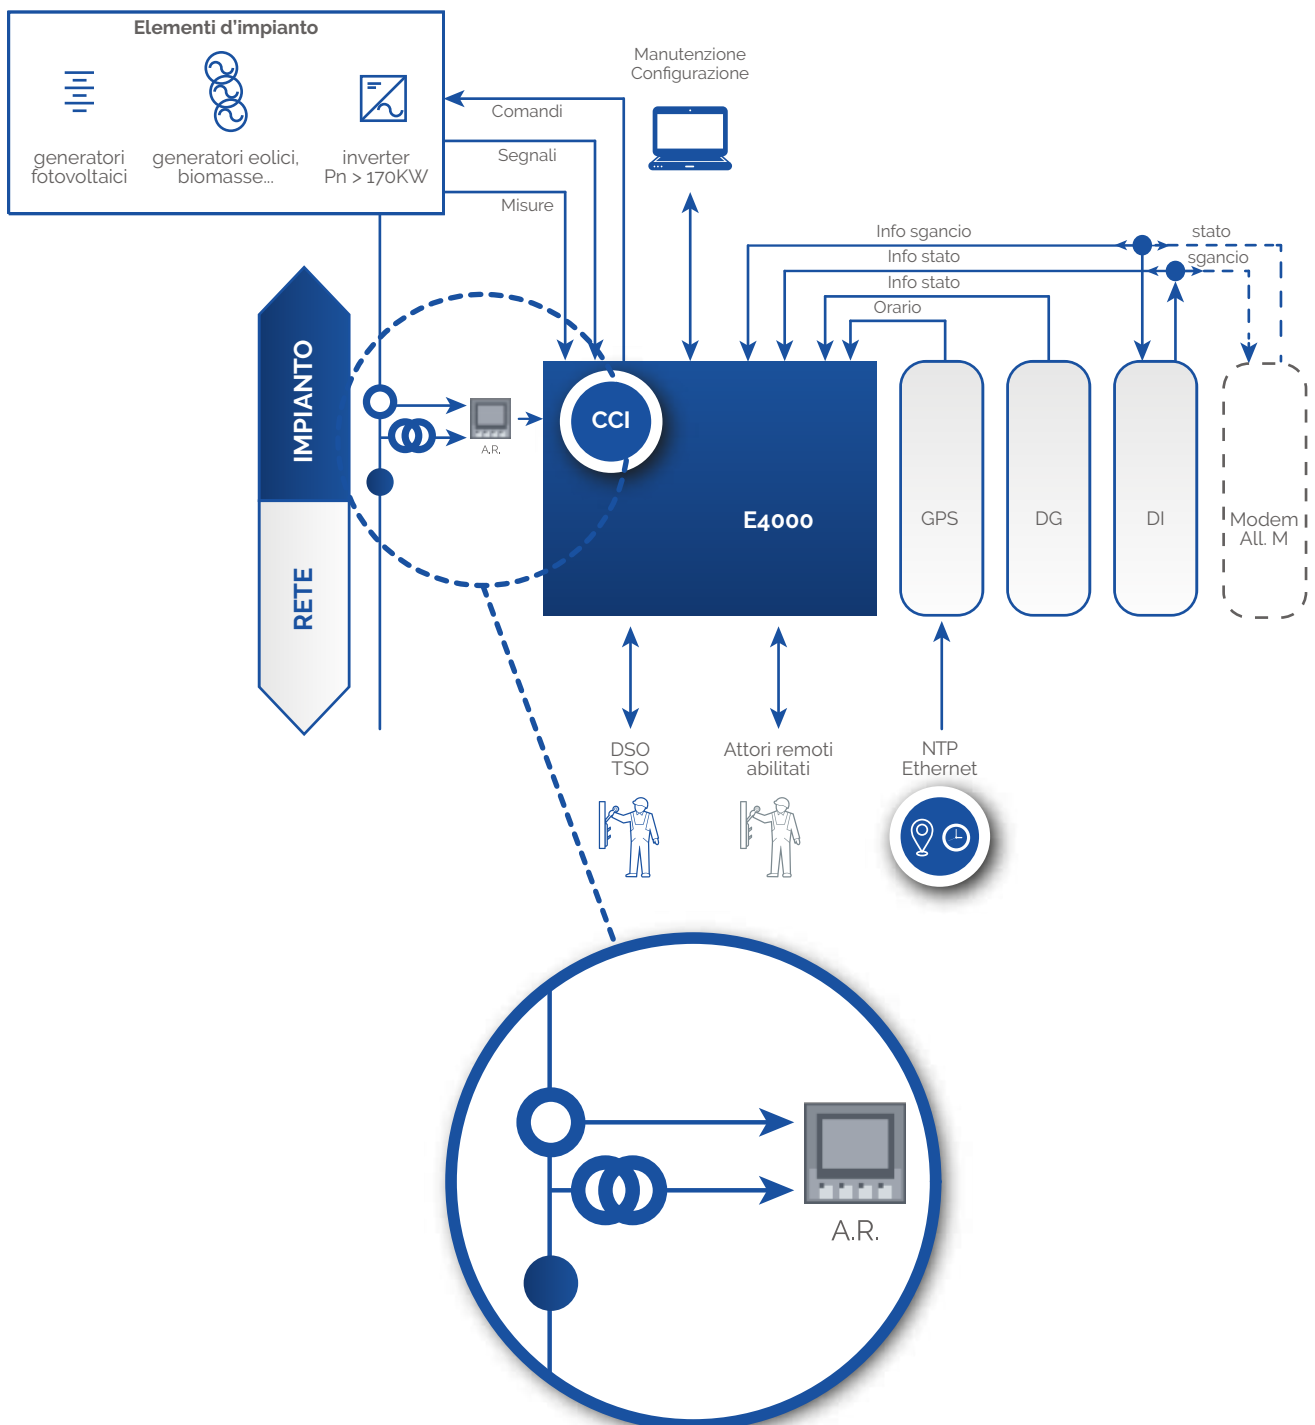 Elementi d'impianto
generatori
fotovoltaici
generatori eolici,
biomasse...
inverter
Pn > 170KW
Comandi
Segnali
Misure
Manutenzione
Configurazione
Info sgancio
stato
Info stato
sgancio
Info stato
Orario
IMPIANTO
RETE
A.R.
CCI
E4000
GPS
DG
DI
Modem
All. M
DSO
TSO
Attori remoti
abilitati
NTP
Ethernet
A.R.